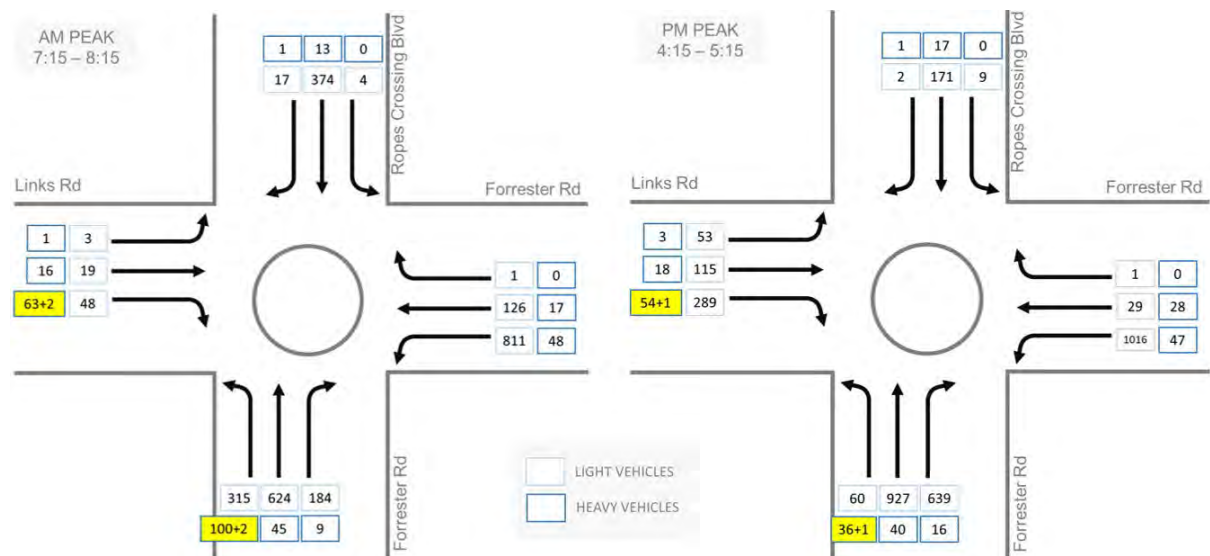 AM PEAK
7:15 – 8:15
1 13 0
17 374 4
Ropes Crossing Blvd
Links Rd
Forrester Rd
1 3
16 19
63+2 48
1 0
126 17
811 48
315 624 184
100+2 45 9
Forrester Rd
LIGHT VEHICLES
HEAVY VEHICLES
PM PEAK
4:15 – 5:15
1 17 0
2 171 9
Ropes Crossing Blvd
Links Rd
Forrester Rd
3 53
18 115
54+1 289
1 0
29 28
1016 47
60 927 639
36+1 40 16
Forrester Rd